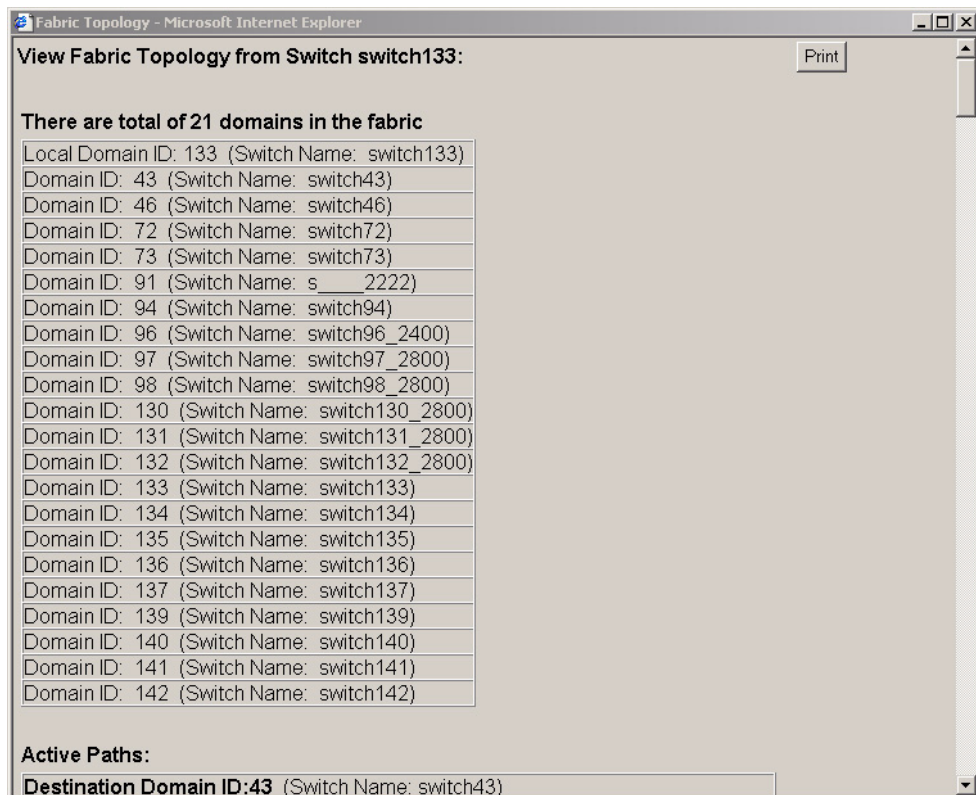 Fabric Topology - Microsoft Internet Explorer
View Fabric Topology from Switch switch133:
Print
There are total of 21 domains in the fabric
Local Domain ID: 133 (Switch Name: switch133)
Domain ID: 43 (Switch Name: switch43)
Domain ID: 46 (Switch Name: switch46)
Domain ID: 72 (Switch Name: switch72)
Domain ID: 73 (Switch Name: switch73)
Domain ID: 91 (Switch Name: s____2222)
Domain ID: 94 (Switch Name: switch94)
Domain ID: 96 (Switch Name: switch96_2400)
Domain ID: 97 (Switch Name: switch97_2800)
Domain ID: 98 (Switch Name: switch98_2800)
Domain ID: 130 (Switch Name: switch130_2800)
Domain ID: 131 (Switch Name: switch131_2800)
Domain ID: 132 (Switch Name: switch132_2800)
Domain ID: 133 (Switch Name: switch133)
Domain ID: 134 (Switch Name: switch134)
Domain ID: 135 (Switch Name: switch135)
Domain ID: 136 (Switch Name: switch136)
Domain ID: 137 (Switch Name: switch137)
Domain ID: 139 (Switch Name: switch139)
Domain ID: 140 (Switch Name: switch140)
Domain ID: 141 (Switch Name: switch141)
Domain ID: 142 (Switch Name: switch142)
Active Paths:
Destination Domain ID:43 (Switch Name: switch43)